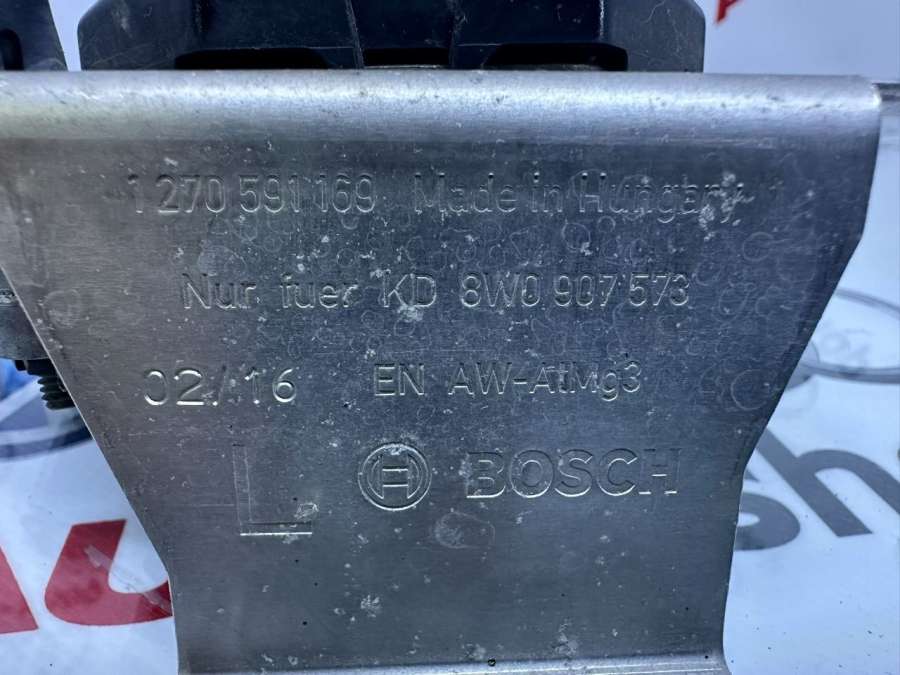 1 270 591 169 Made in Hungary
Nur fuer KD 8W0 907 573
02/16 EN AW-AlMg3
L BOSCH